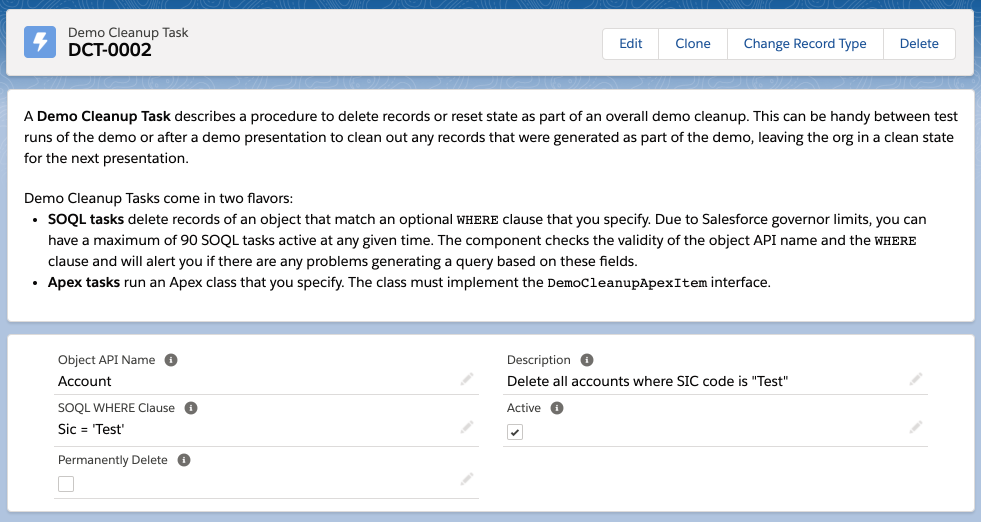 Demo Cleanup Task
DCT-0002
Edit
Clone
Change Record Type
Delete
A Demo Cleanup Task describes a procedure to delete records or reset state as part of an overall demo cleanup. This can be handy between test
runs of the demo or after a demo presentation to clean out any records that were generated as part of the demo, leaving the org in a clean state
for the next presentation.
Demo Cleanup Tasks come in two flavors:
• SOQL tasks delete records of an object that match an optional WHERE clause that you specify. Due to Salesforce governor limits, you can
have a maximum of 90 SOQL tasks active at any given time. The component checks the validity of the object API name and the WHERE
clause and will alert you if there are any problems generating a query based on these fields.
• Apex tasks run an Apex class that you specify. The class must implement the DemoCleanupApexItem interface.
Object API Name
Account
Description
Delete all accounts where SIC code is "Test"
SOQL WHERE Clause
Sic = 'Test'
Active
Permanently Delete